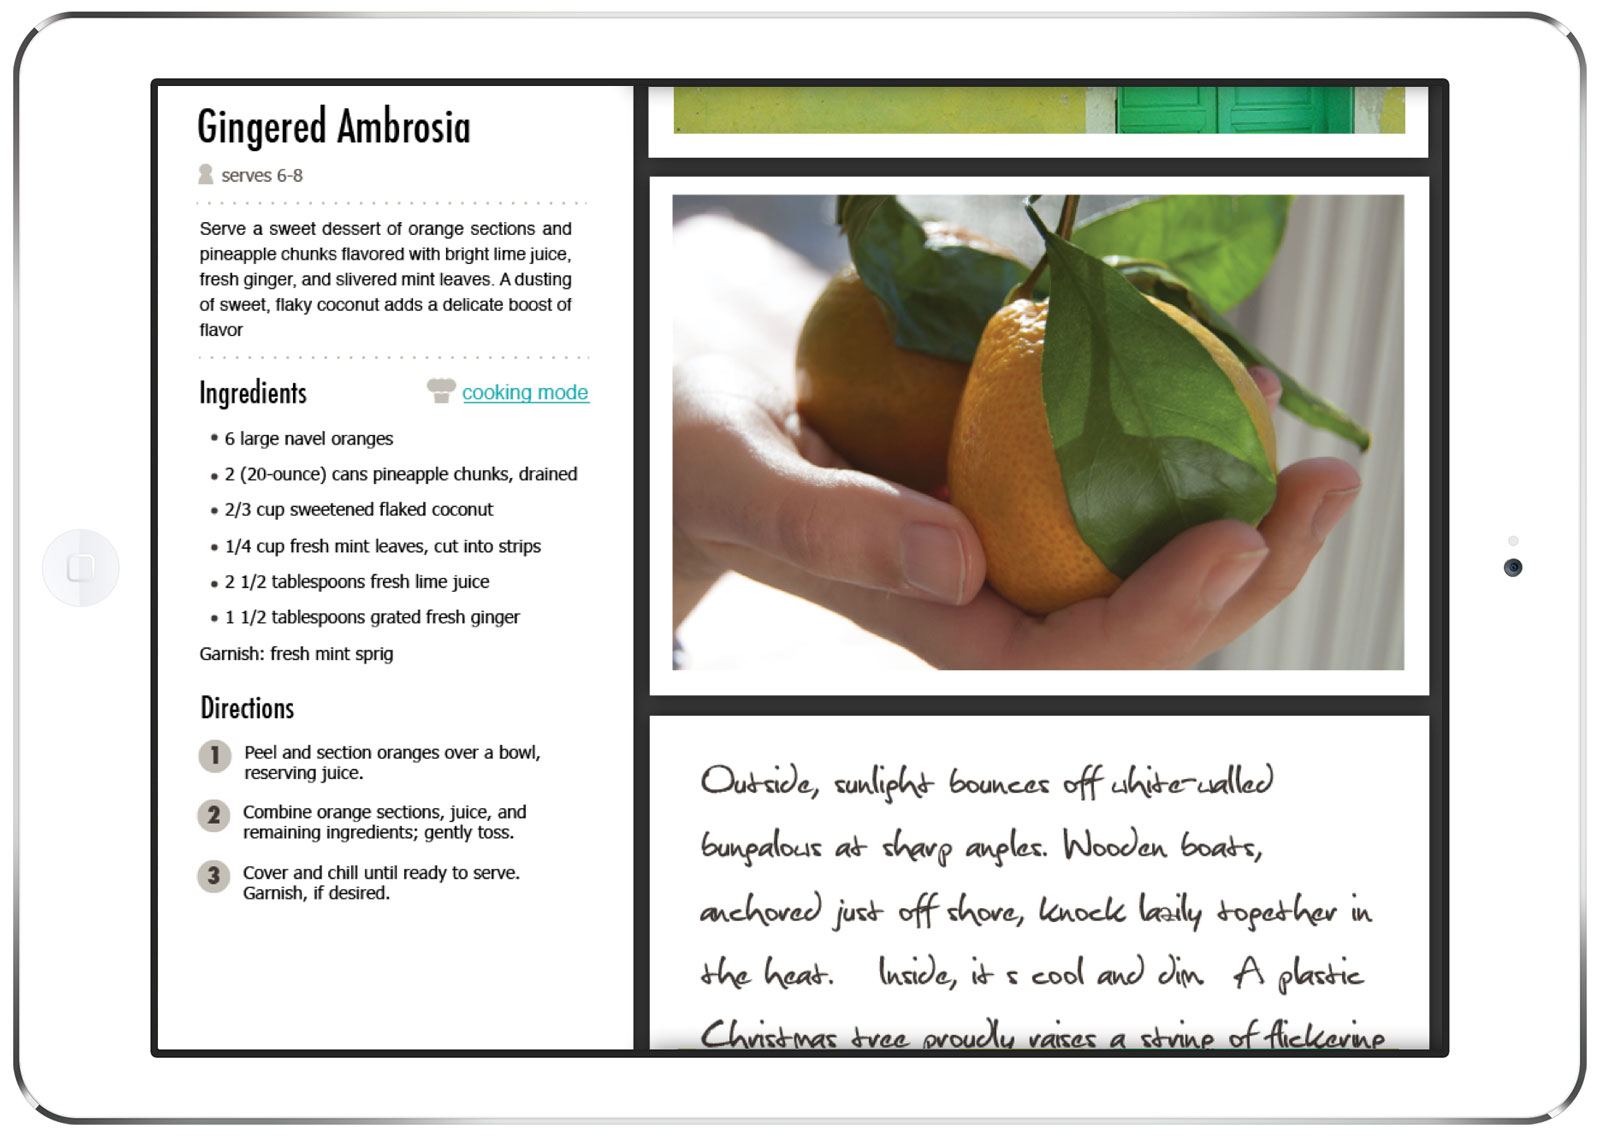 Gingered Ambrosia
serves 6-8
Serve a sweet dessert of orange sections and
pineapple chunks flavored with bright lime juice,
fresh ginger, and slivered mint leaves. A dusting
of sweet, flaky coconut adds a delicate boost of
flavor
Ingredients
cooking mode
• 6 large navel oranges
• 2 (20-ounce) cans pineapple chunks, drained
• 2/3 cup sweetened flaked coconut
• 1/4 cup fresh mint leaves, cut into strips
• 2 1/2 tablespoons fresh lime juice
• 1 1/2 tablespoons grated fresh ginger
Garnish: fresh mint sprig
Directions
1 Peel and section oranges over a bowl,
reserving juice.
2 Combine orange sections, juice, and
remaining ingredients; gently toss.
3 Cover and chill until ready to serve.
Garnish, if desired.
Outside, sunlight bounces off white-walled
bungalows at sharp angles. Wooden boats,
anchored just off shore, knock lazily together in
the heat. Inside, it s cool and dim. A plastic
Christmas tree proudly raises a string of flickering